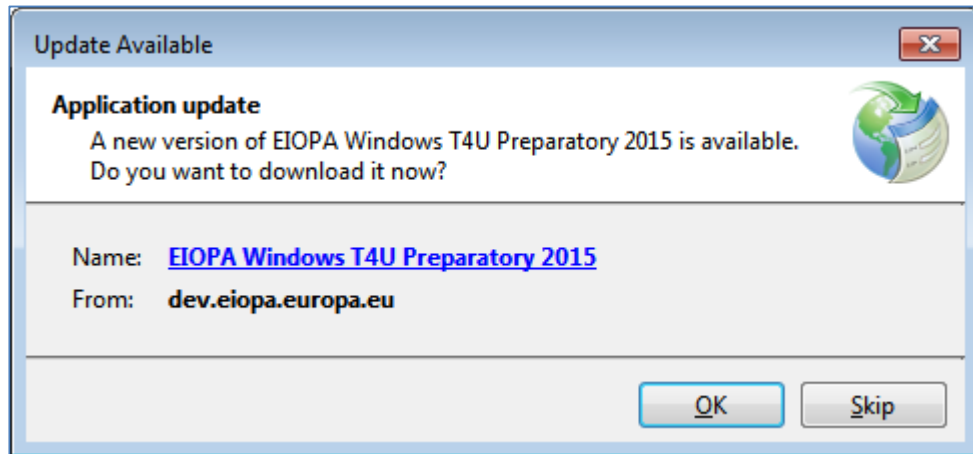 Update Available
Application update
A new version of EIOPA Windows T4U Preparatory 2015 is available.
Do you want to download it now?
Name: EIOPA Windows T4U Preparatory 2015
From: dev.eiopa.europa.eu
OK Skip